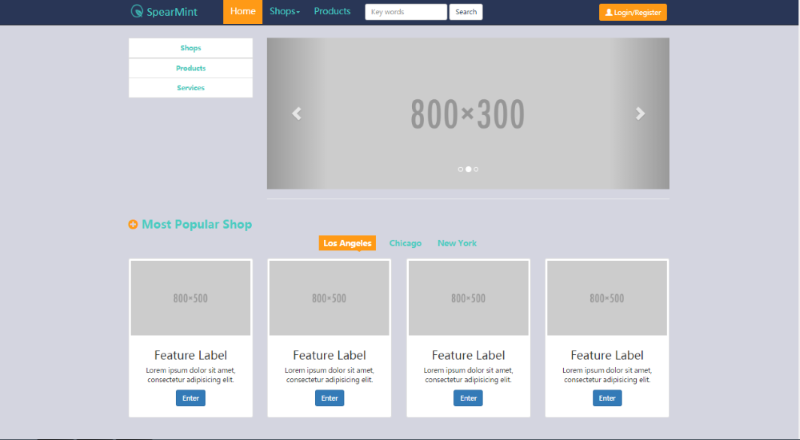 SpearMint Home Shops Products Key words Search Login/Register
Shops
Products
Services
800×300
Most Popular Shop
Los Angeles Chicago New York
800×500 800×500 800×500 800×500
Feature Label Feature Label Feature Label Feature Label
Lorem ipsum dolor sit amet, Lorem ipsum dolor sit amet, Lorem ipsum dolor sit amet, Lorem ipsum dolor sit amet,
consectetur adipisicing elit. consectetur adipisicing elit. consectetur adipisicing elit. consectetur adipisicing elit.
Enter Enter Enter Enter